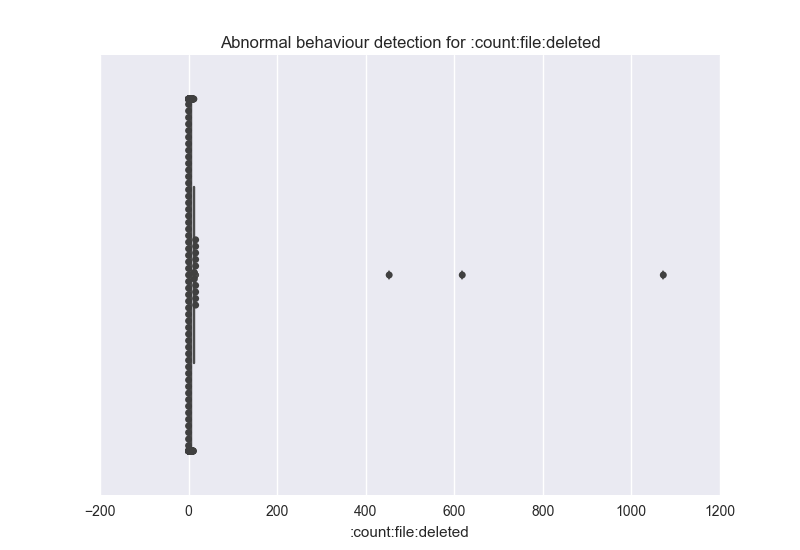 Abnormal behaviour detection for :count:file:deleted
−200 0 200 400 600 800 1000 1200
:count:file:deleted